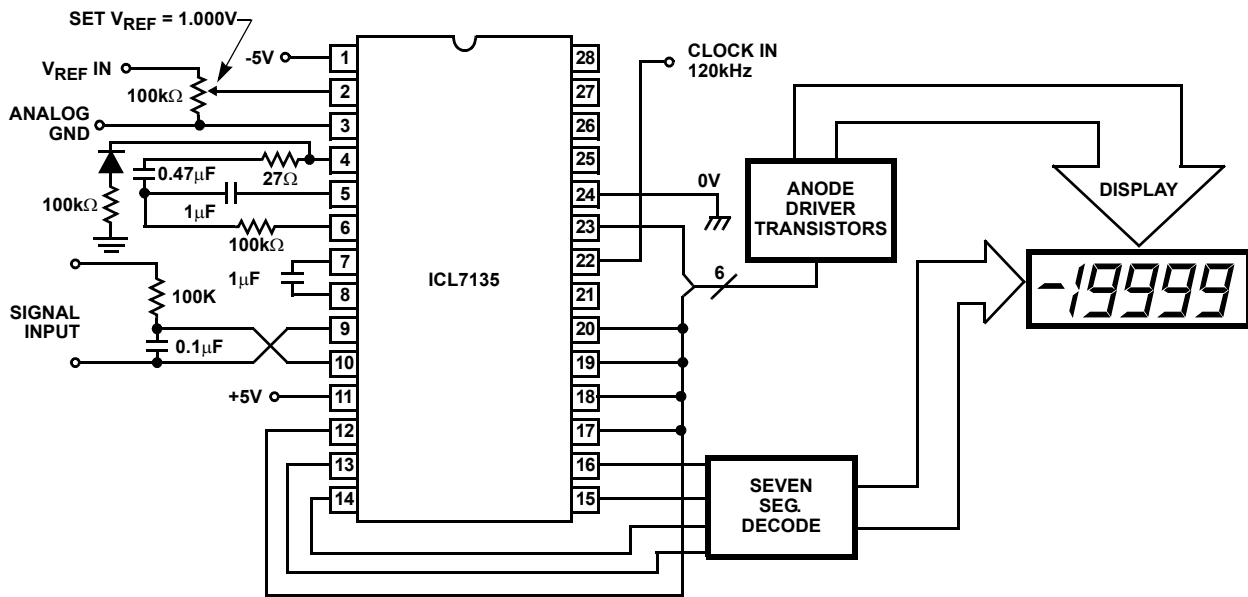 SET VREF = 1.000V
VREF IN
100kΩ
ANALOG
GND
0.47µF
27Ω
100kΩ
1µF
100kΩ
1µF
SIGNAL
INPUT
100K
0.1µF
-5V
+5V
1
2
3
4
5
6
7
8
9
10
11
12
13
14
ICL7135
28
27
26
25
24
23
22
21
20
19
18
17
16
15
CLOCK IN
120kHz
0V
6
ANODE
DRIVER
TRANSISTORS
DISPLAY
-19999
SEVEN
SEG.
DECODE